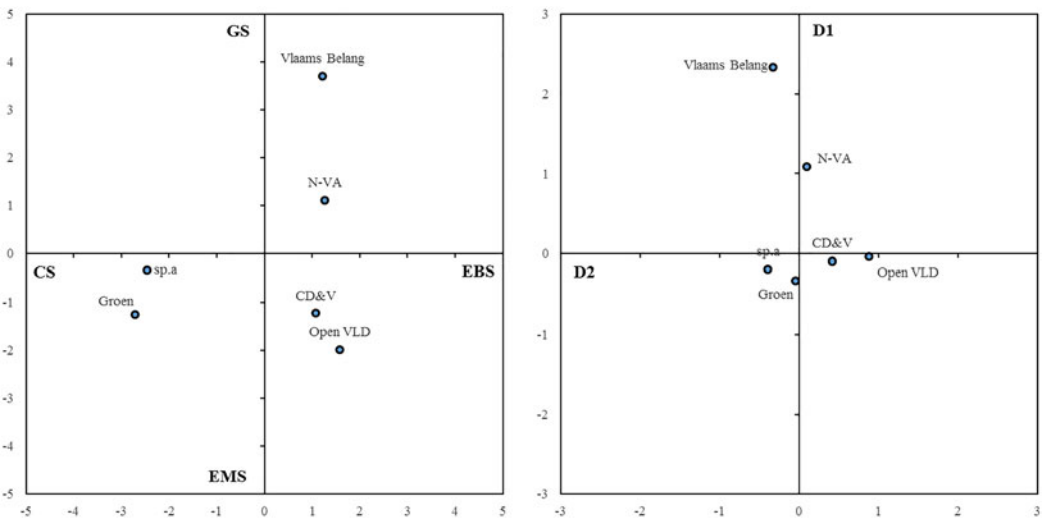 5
GS
Vlaams Belang
4
3
2
N-VA
1
0
CS
sp.a
EBS
Groen
-1
CD&V
Open VLD
-2
-3
-4
EMS
-5
-5 -4 -3 -2 -1 0 1 2 3 4 5
3
D1
Vlaams Belang
2
N-VA
1
CD&V
sp.a
0
D2
Open VLD
Groen
-1
-2
-3
-3 -2 -1 0 1 2 3